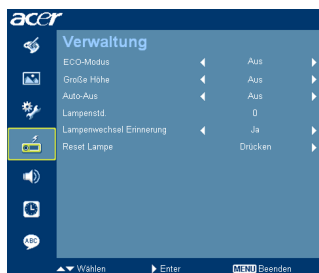 acer
Verwaltung
ECO-Modus Aus
Große Höhe Aus
Auto-Aus Aus
Lampenstd. 0
Lampenwechsel Erinnerung Ja
Reset Lampe Drücken
ABC
Wählen Enter MENU Beenden